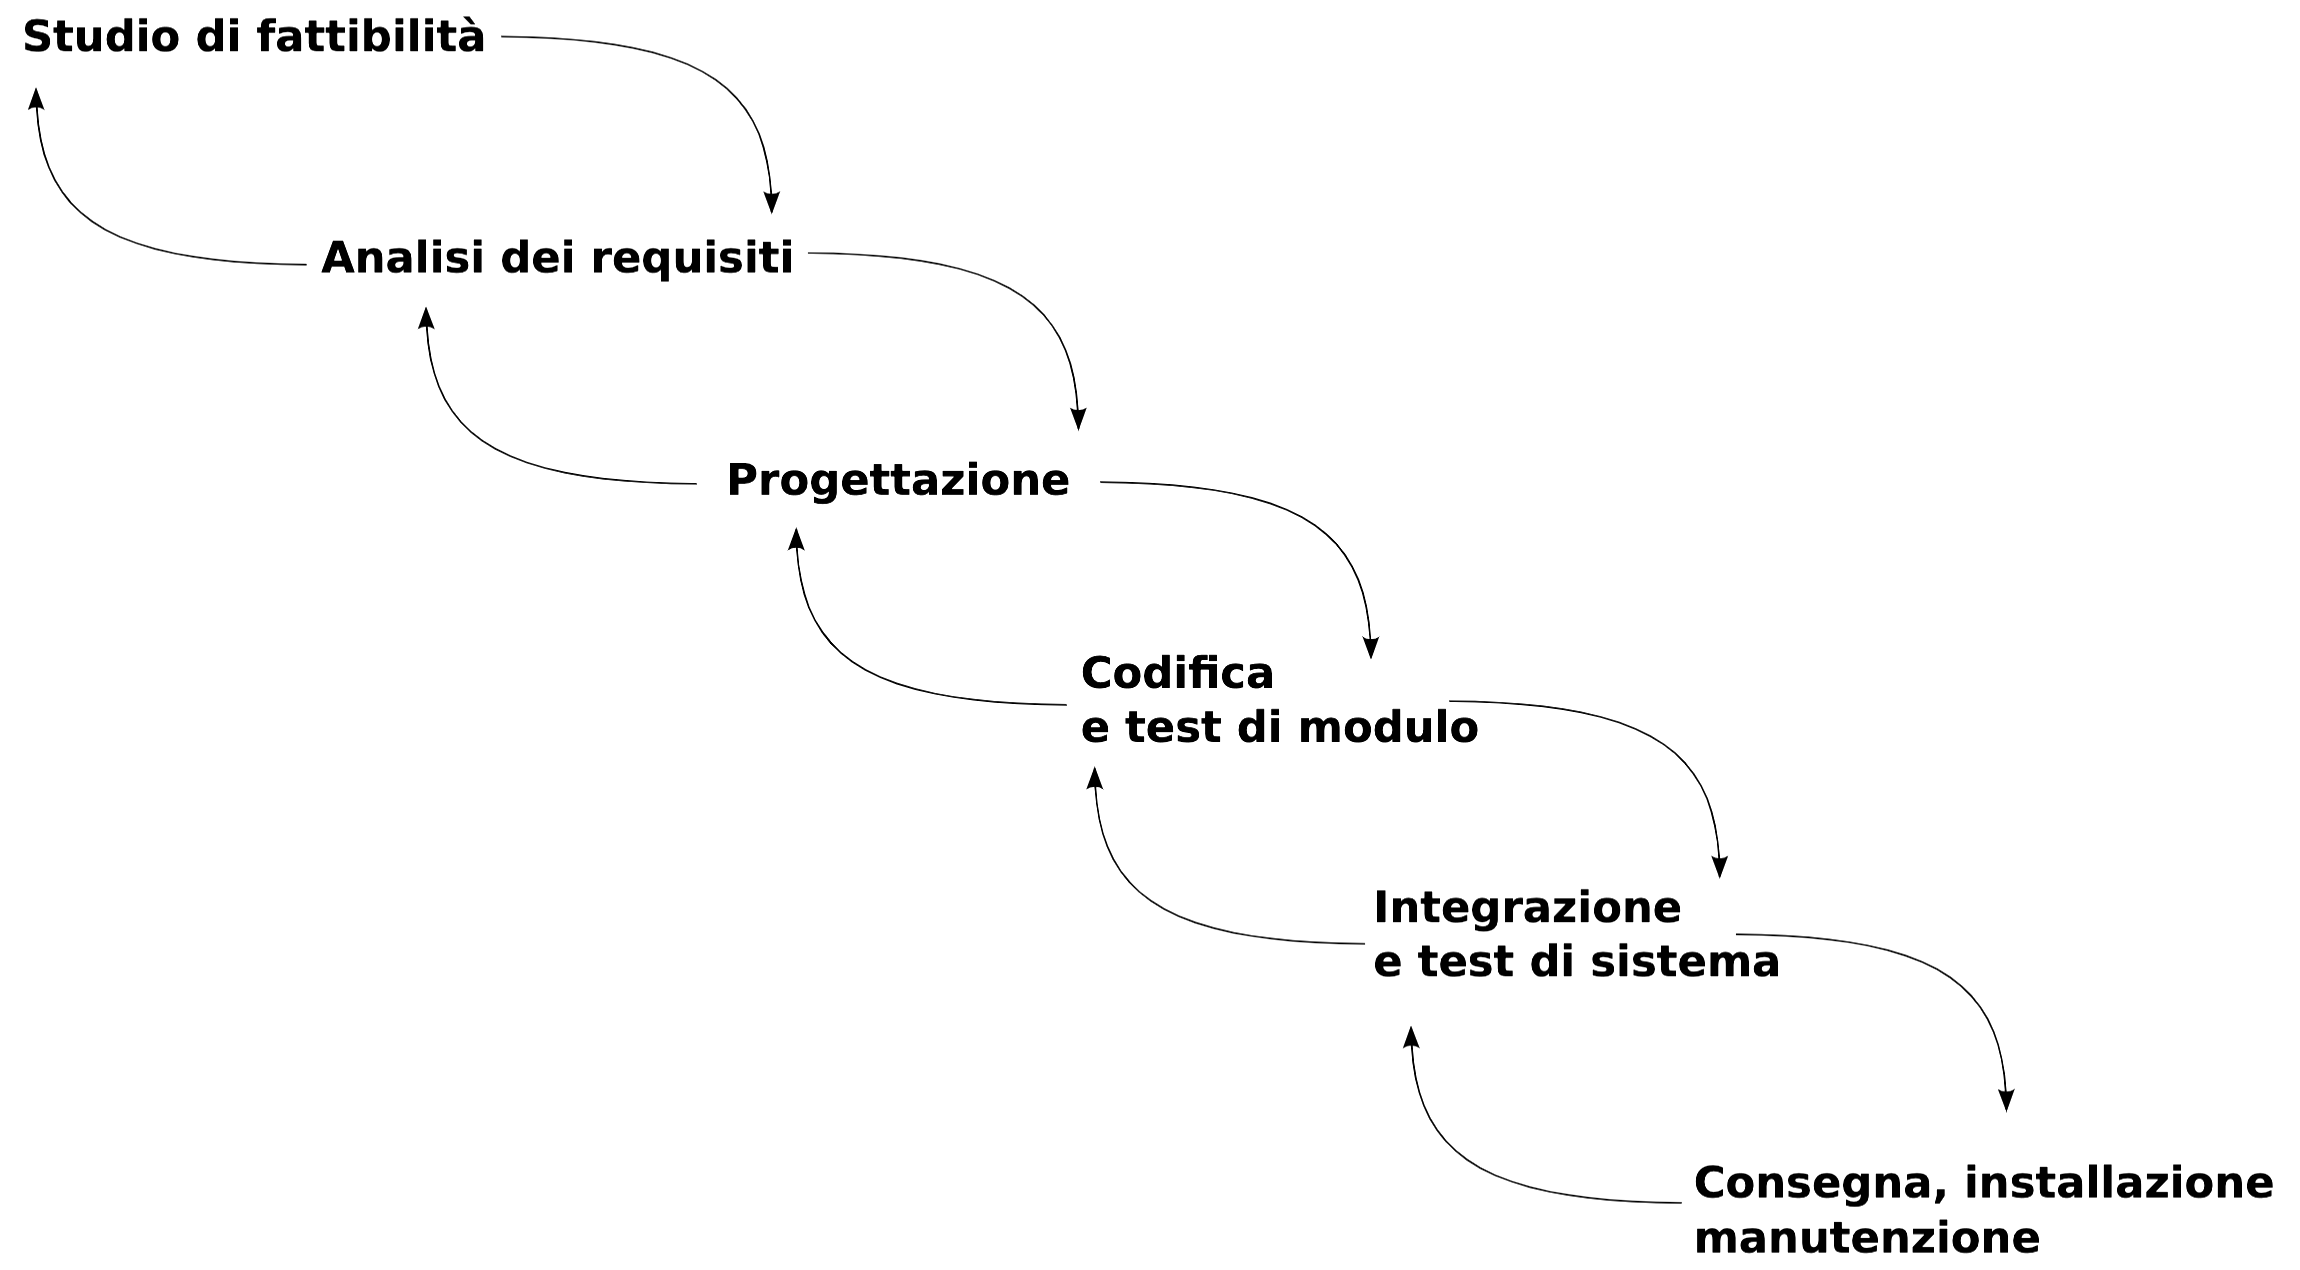 Studio di fattibilità
Analisi dei requisiti
Progettazione
Codifica
e test di modulo
Integrazione
e test di sistema
Consegna, installazione
manutenzione